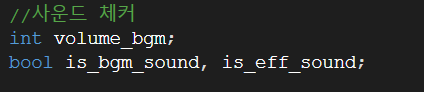 //사운드 체커
int volume_bgm;
bool is_bgm_sound, is_eff_sound;